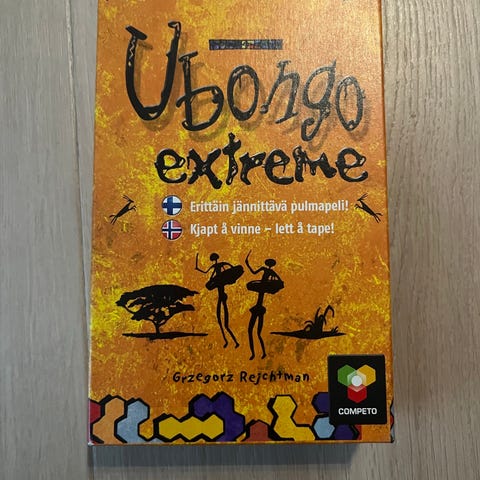 Ubongo
extreme
Erittäin jännittävä pulmapeli!
Kjapt å vinne – lett å tape!
Grzegorz Rejchtman
COMPETO